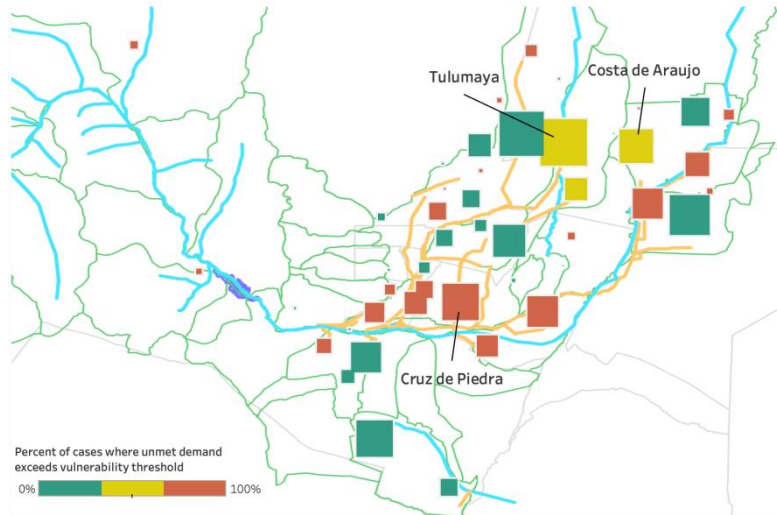 Costa de Araujo
Tulumaya
Cruz de Piedra
Percent of cases where unmet demand
exceeds vulnerability threshold
0% 100%